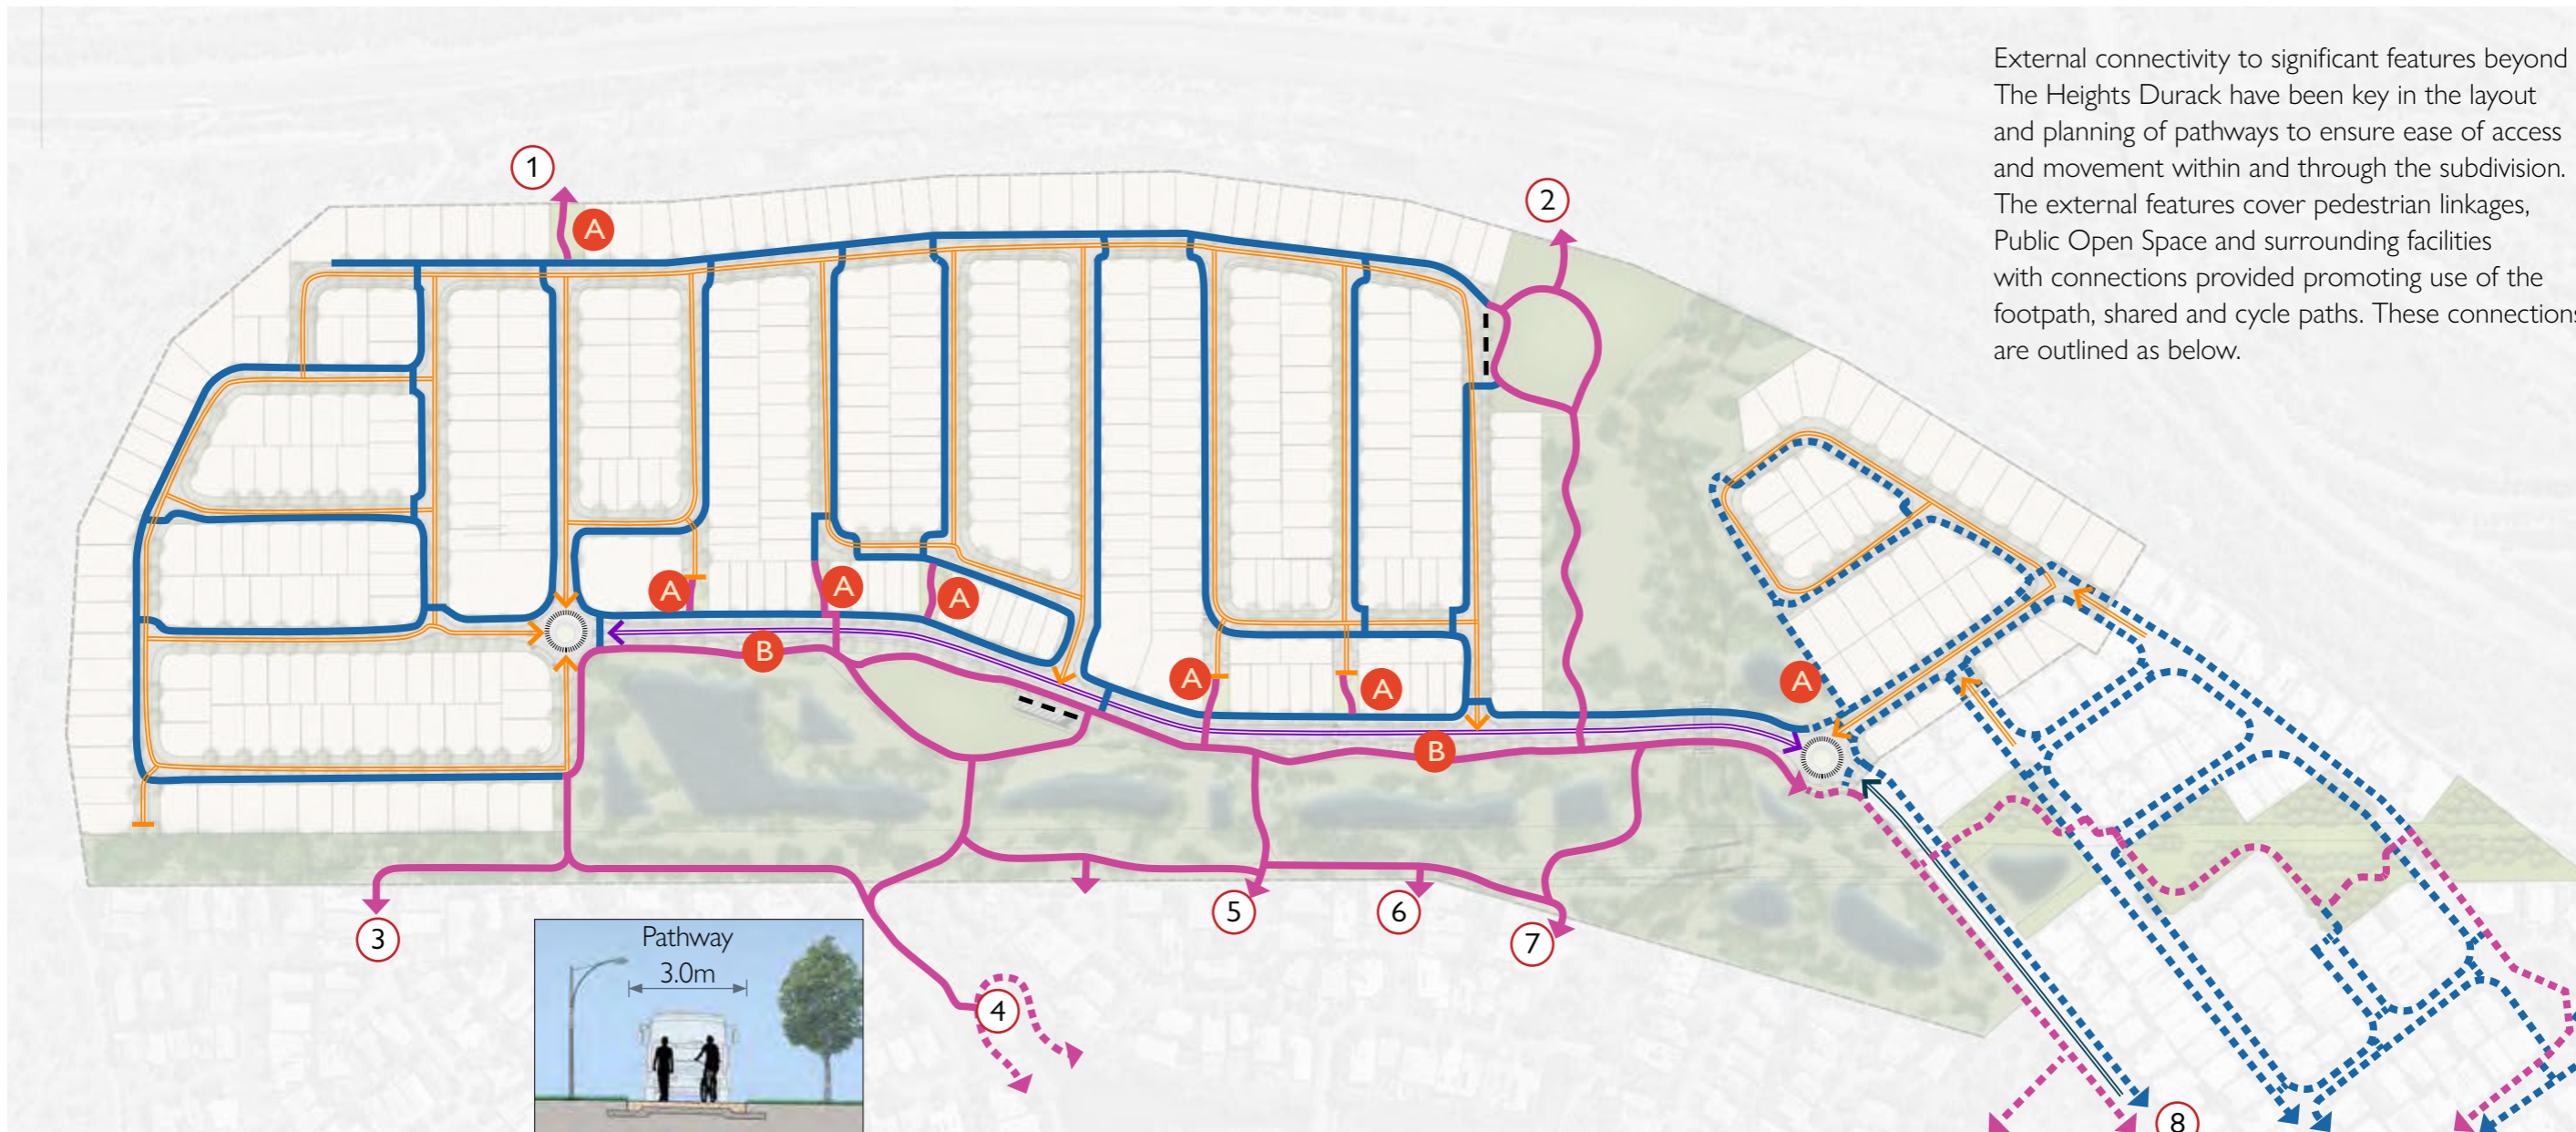 External connectivity to significant features beyond
The Heights Durack have been key in the layout
and planning of pathways to ensure ease of access
and movement within and through the subdivision.
The external features cover pedestrian linkages,
Public Open Space and surrounding facilities
with connections provided promoting use of the
footpath, shared and cycle paths. These connections
are outlined as below.
1
2
A
A
A
A
B
A
A
A
B
3
4
5
6
7
8
Pathway
3.0m